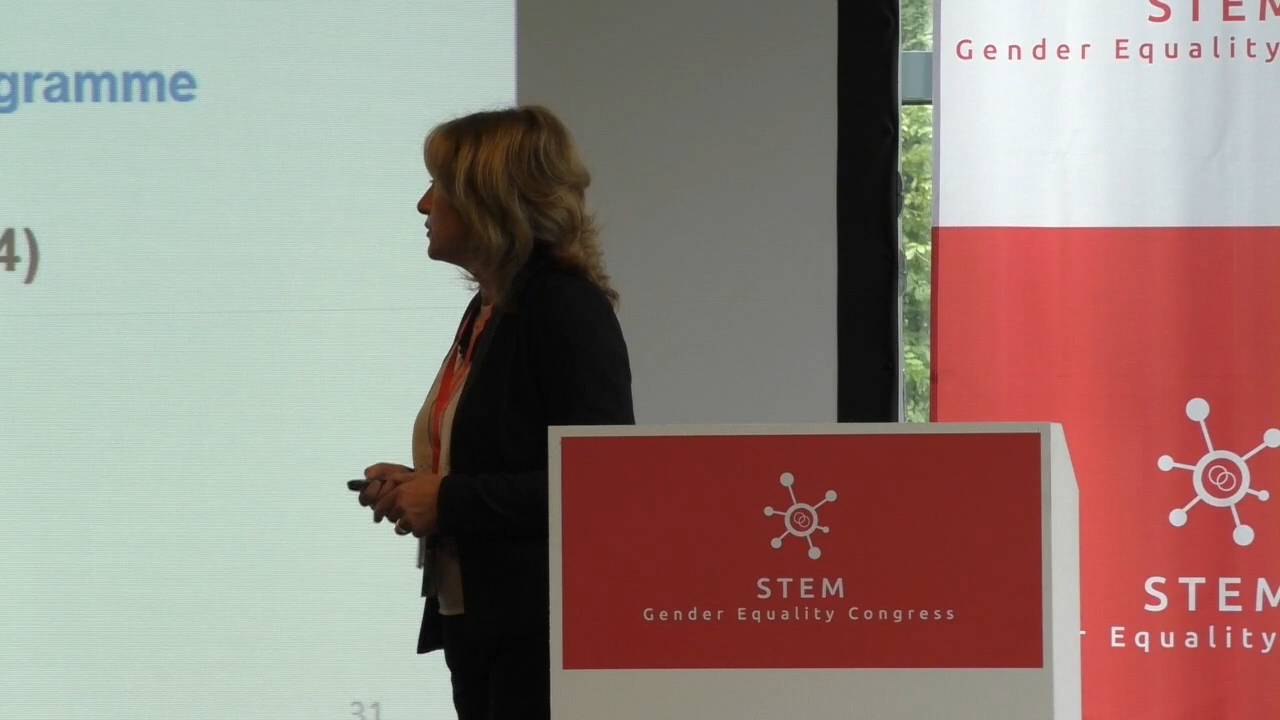 gramme
4)
31
STEM
Gender Equality Congress
STEM
Gender Equality
STEM
Equality